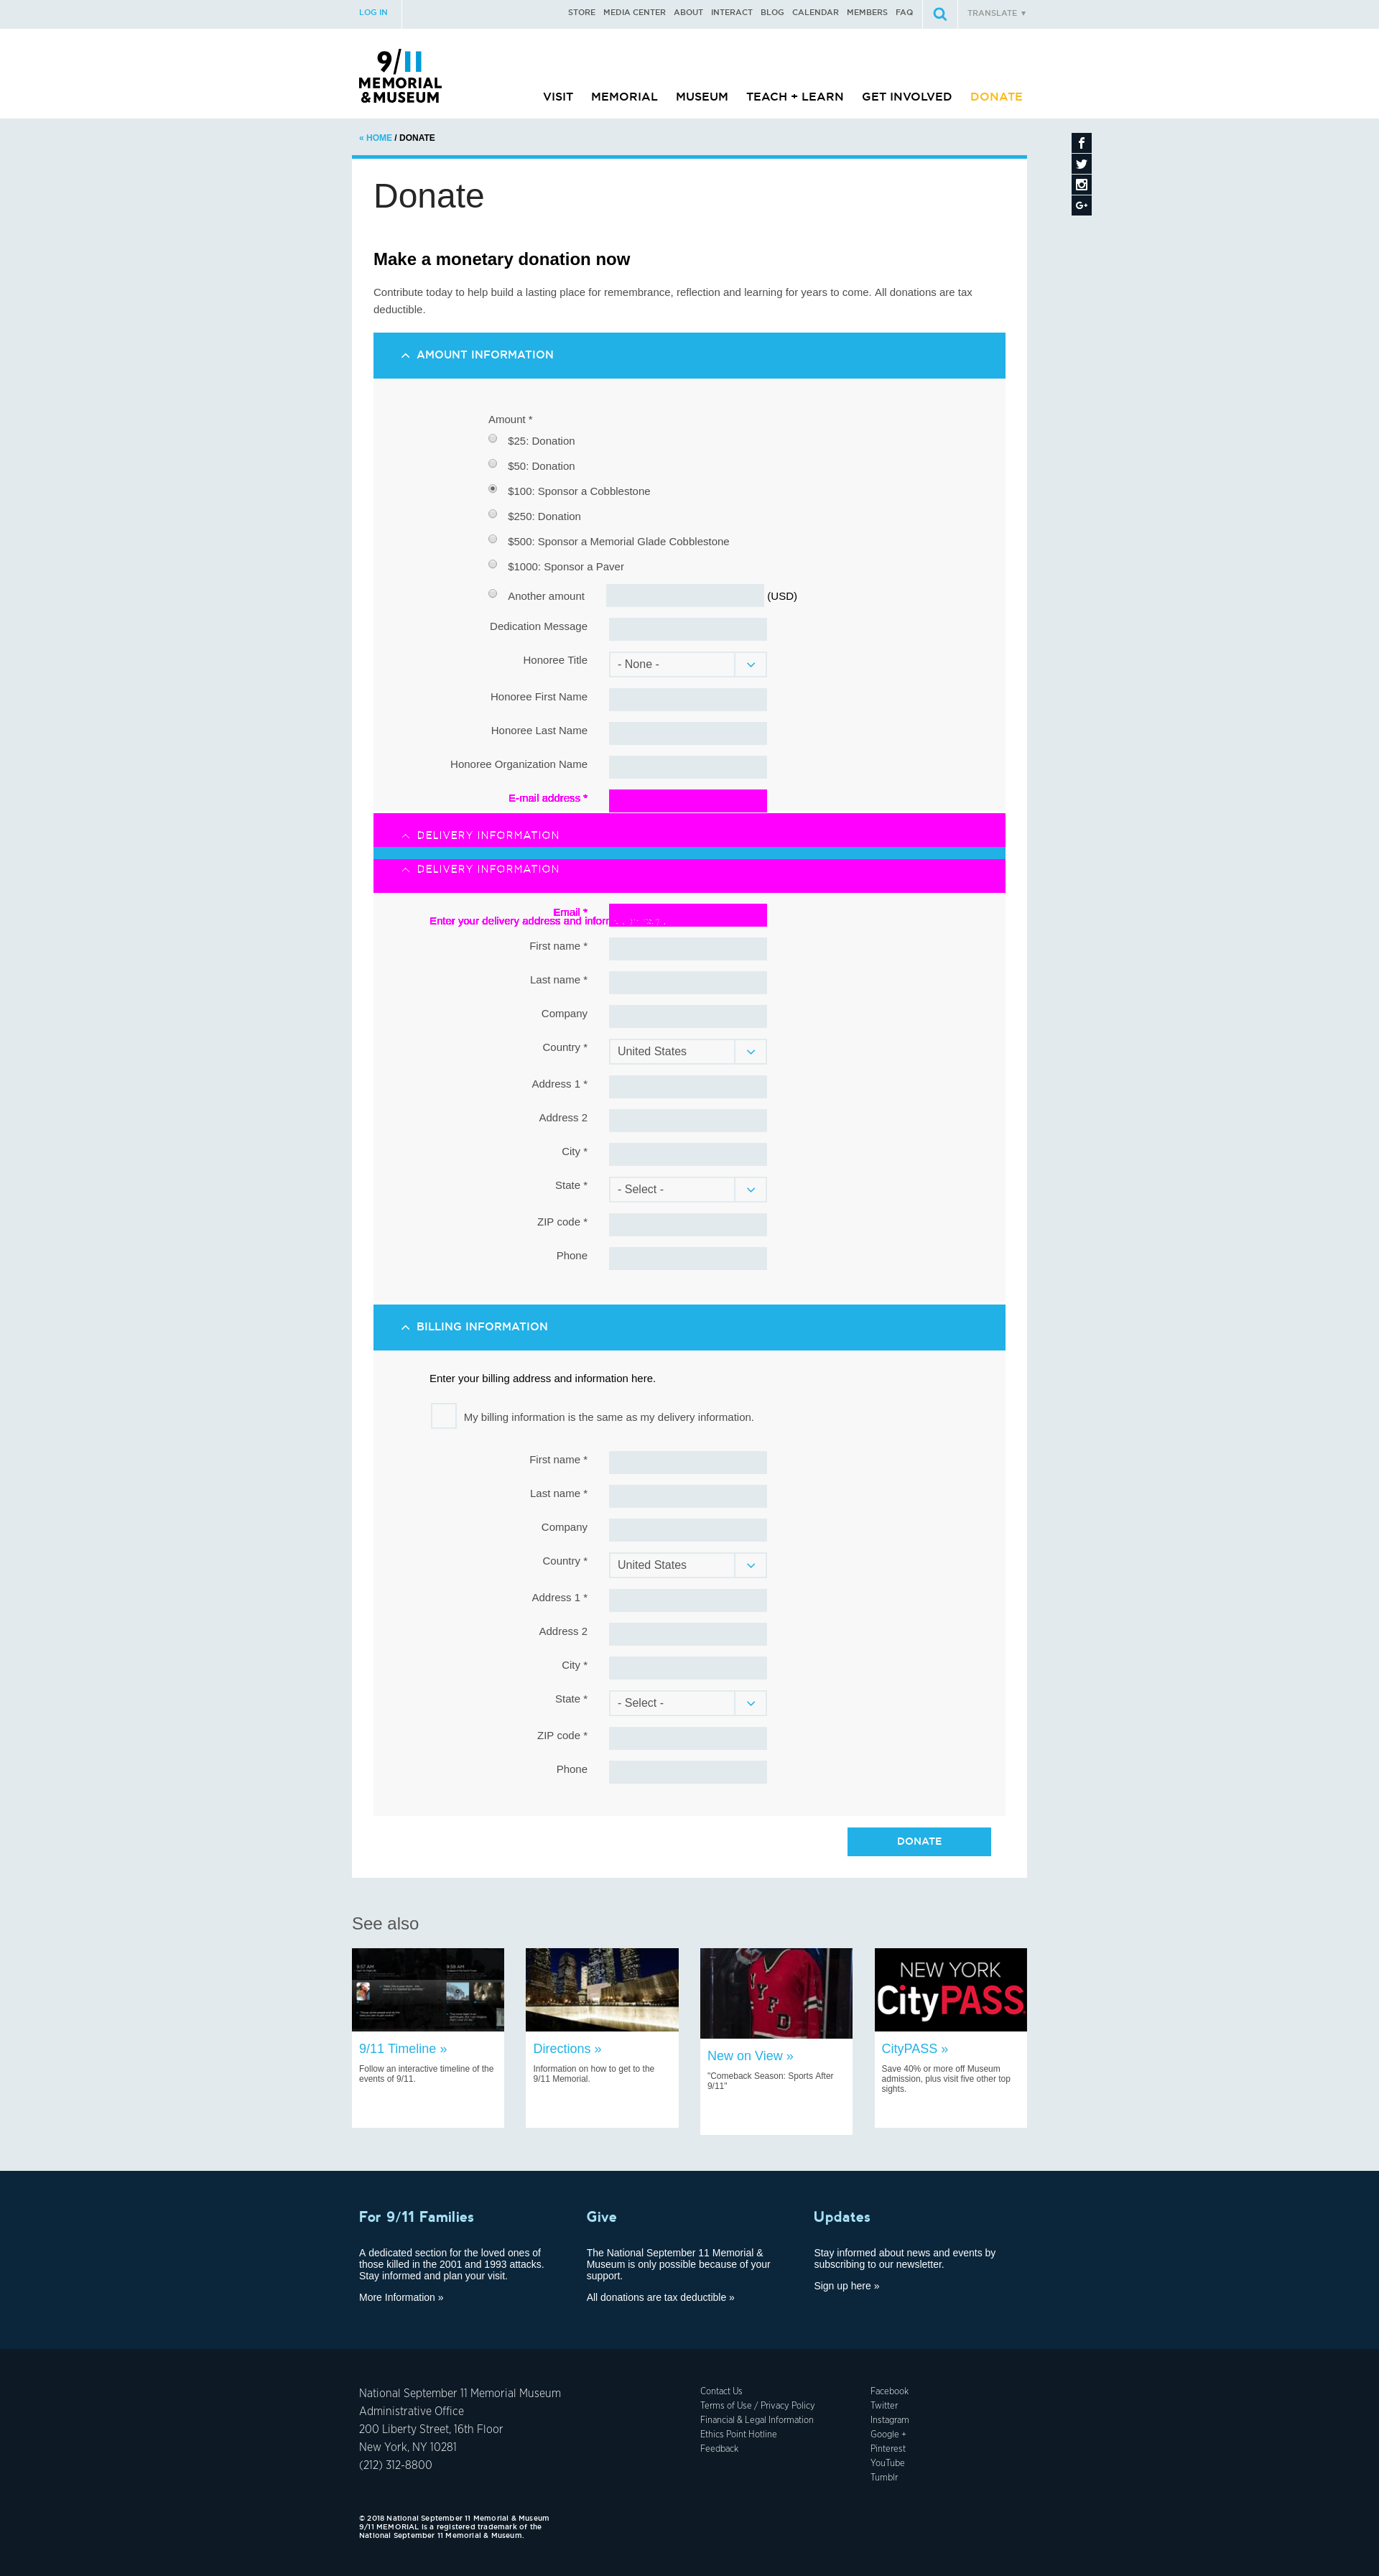 LOG IN
STORE MEDIA CENTER ABOUT INTERACT BLOG CALENDAR MEMBERS FAQ
TRANSLATE ▼
9/11
MEMORIAL
&MUSEUM
VISIT MEMORIAL MUSEUM TEACH + LEARN GET INVOLVED DONATE
« HOME / DONATE
Donate
Make a monetary donation now
Contribute today to help build a lasting place for remembrance, reflection and learning for years to come. All donations are tax
deductible.
AMOUNT INFORMATION
Amount *
$25: Donation
$50: Donation
$100: Sponsor a Cobblestone
$250: Donation
$500: Sponsor a Memorial Glade Cobblestone
$1000: Sponsor a Paver
Another amount (USD)
Dedication Message
Honoree Title - None -
Honoree First Name
Honoree Last Name
Honoree Organization Name
E-mail address *
DELIVERY INFORMATION
DELIVERY INFORMATION
Email *
Enter your delivery address and
First name *
Last name *
Company
Country * United States
Address 1 *
Address 2
City *
State * - Select -
ZIP code *
Phone
BILLING INFORMATION
Enter your billing address and information here.
My billing information is the same as my delivery information.
First name *
Last name *
Company
Country * United States
Address 1 *
Address 2
City *
State * - Select -
ZIP code *
Phone
DONATE
See also
9:57 AM
9:59 AM
NEW YORK
CityPASS
9/11 Timeline »
Follow an interactive timeline of the
events of 9/11.
Directions »
Information on how to get to the
9/11 Memorial.
New on View »
"Comeback Season: Sports After
9/11"
CityPASS »
Save 40% or more off Museum
admission, plus visit five other top
sights.
For 9/11 Families
A dedicated section for the loved ones of
those killed in the 2001 and 1993 attacks.
Stay informed and plan your visit.
More Information »
Give
The National September 11 Memorial &
Museum is only possible because of your
support.
All donations are tax deductible »
Updates
Stay informed about news and events by
subscribing to our newsletter.
Sign up here »
National September 11 Memorial Museum
Administrative Office
200 Liberty Street, 16th Floor
New York, NY 10281
(212) 312-8800
Contact Us
Terms of Use / Privacy Policy
Financial & Legal Information
Ethics Point Hotline
Feedback
Facebook
Twitter
Instagram
Google +
Pinterest
YouTube
Tumblr
© 2018 National September 11 Memorial & Museum
9/11 MEMORIAL is a registered trademark of the
National September 11 Memorial & Museum.